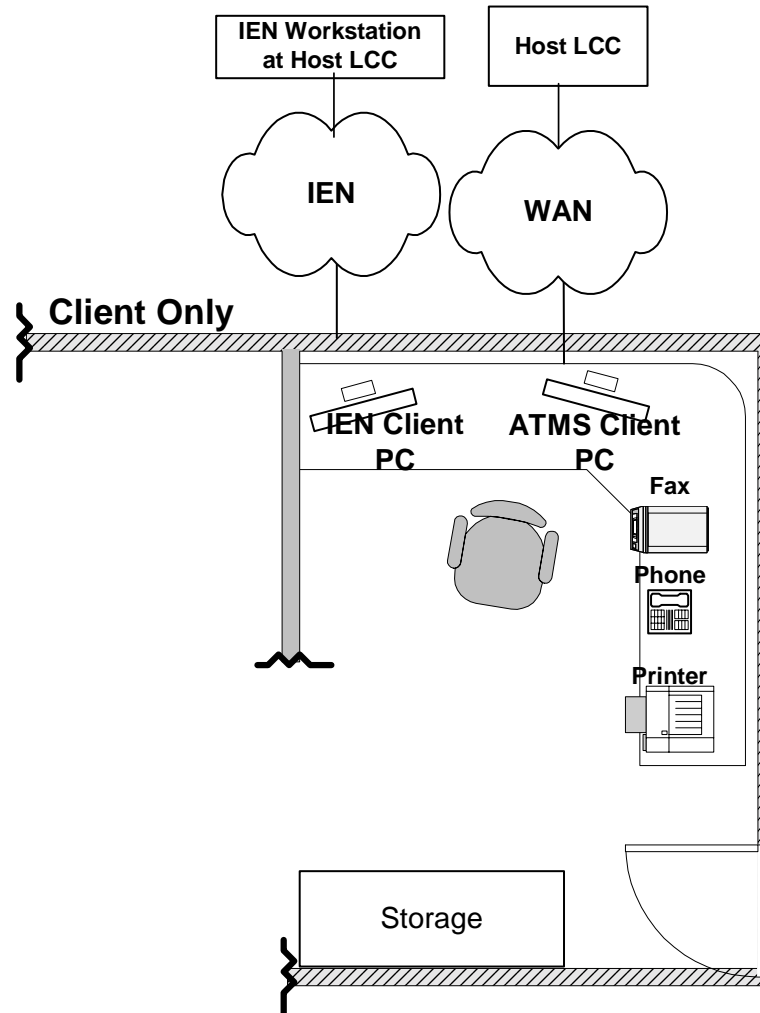 IEN Workstation
at Host LCC
Host LCC
IEN
WAN
Client Only
IEN Client
PC
ATMS Client
PC
Fax
Phone
Printer
Storage